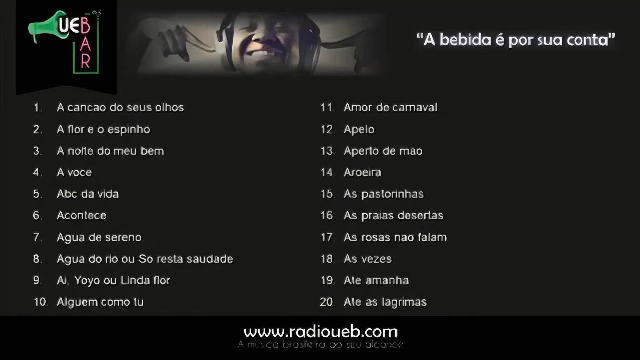 UEBAR
“A bebida é por sua conta”
1. A cancao do seus olhos
2. A flor e o espinho
3. A noite do meu bem
4. A voce
5. Abc da vida
6. Acontece
7. Agua de sereno
8. Agua do rio ou So resta saudade
9. Ai, Yoyo ou Linda flor
10. Alguem como tu
11. Amor de carnaval
12. Apelo
13. Aperto de mao
14. Aroeira
15. As pastorinhas
16. As praias desertas
17. As rosas nao falam
18. As vezes
19. Ate amanha
20. Ate as lagrimas
www.radioueb.com
A musica brasileira ao seu alcance